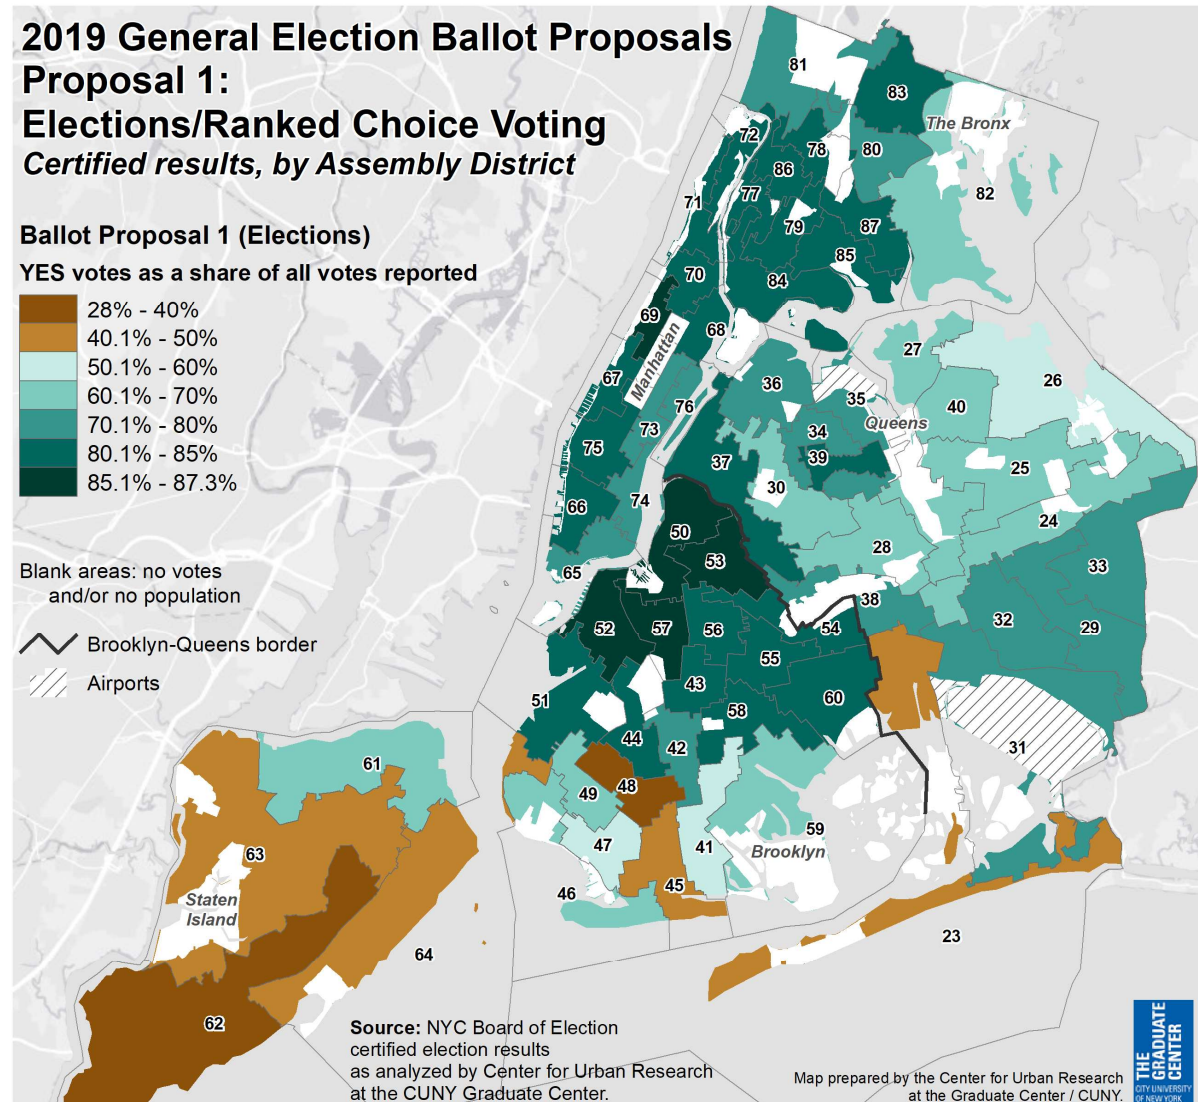 2019 General Election Ballot Proposals
Proposal 1:
Elections/Ranked Choice Voting
Certified results, by Assembly District
Ballot Proposal 1 (Elections)
YES votes as a share of all votes reported
28% - 40%
40.1% - 50%
50.1% - 60%
60.1% - 70%
70.1% - 80%
80.1% - 85%
85.1% - 87.3%
Blank areas: no votes
and/or no population
Brooklyn-Queens border
Airports
81
83
The Bronx
72
78
80
86
82
77
71
79
87
85
70
84
69
68
Manhattan
27
67
36
26
35
76
40
Queens
73
34
75
39
37
25
30
74
66
24
50
28
53
33
65
38
52
57
56
54
32
29
55
43
60
51
58
44
42
31
61
48
49
59
47
41
Brooklyn
63
45
46
Staten
Island
23
64
62
Source: NYC Board of Election
certified election results
as analyzed by Center for Urban Research
at the CUNY Graduate Center.
Map prepared by the Center for Urban Research
at the Graduate Center / CUNY.
THE
GRADUATE
CENTER
CITY UNIVERSITY
OF NEW YORK